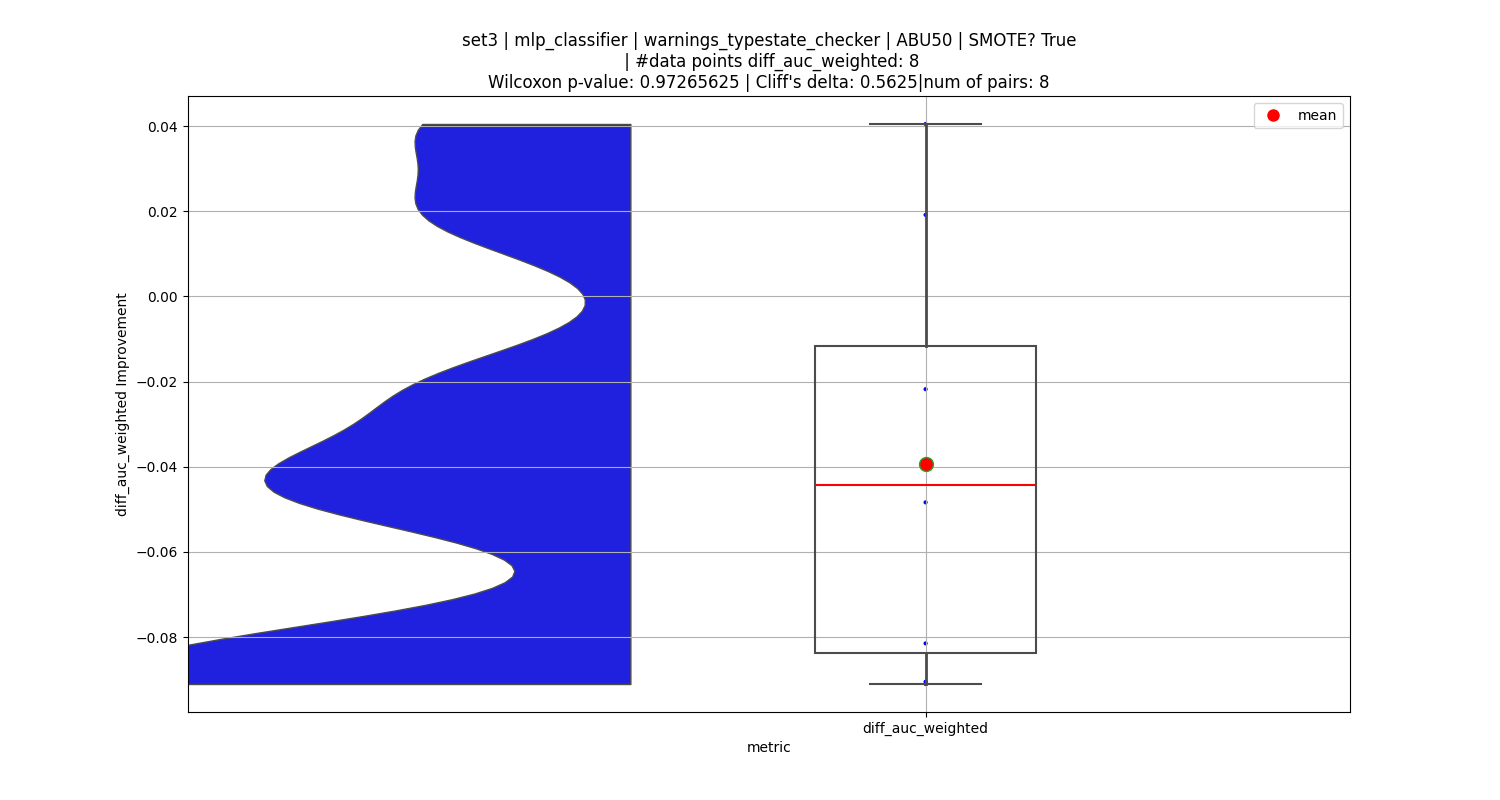 set3 | mlp_classifier | warnings_typestate_checker | ABU50 | SMOTE? True
| #data points diff_auc_weighted: 8
Wilcoxon p-value: 0.97265625 | Cliff's delta: 0.5625|num of pairs: 8
mean
0.04
0.02
0.00
−0.02
−0.04
−0.06
−0.08
diff_auc_weighted Improvement
diff_auc_weighted
metric